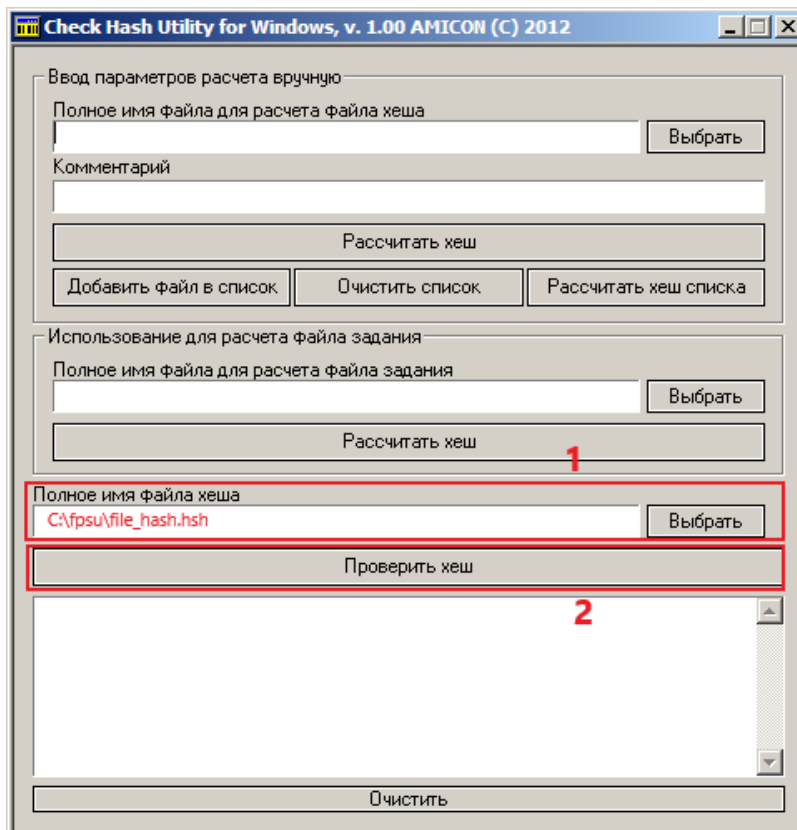 Check Hash Utility for Windows, v. 1.00 AMICON (C) 2012
Ввод параметров расчета вручную
Полное имя файла для расчета файла хеша
Выбрать
Комментарий
Рассчитать хеш
Добавить файл в список Очистить список Рассчитать хеш списка
Использование для расчета файла задания
Полное имя файла для расчета файла задания
Выбрать
Рассчитать хеш
1
Полное имя файла хеша
C:\fpsu\file_hash.hsh Выбрать
Проверить хеш
2
Очистить